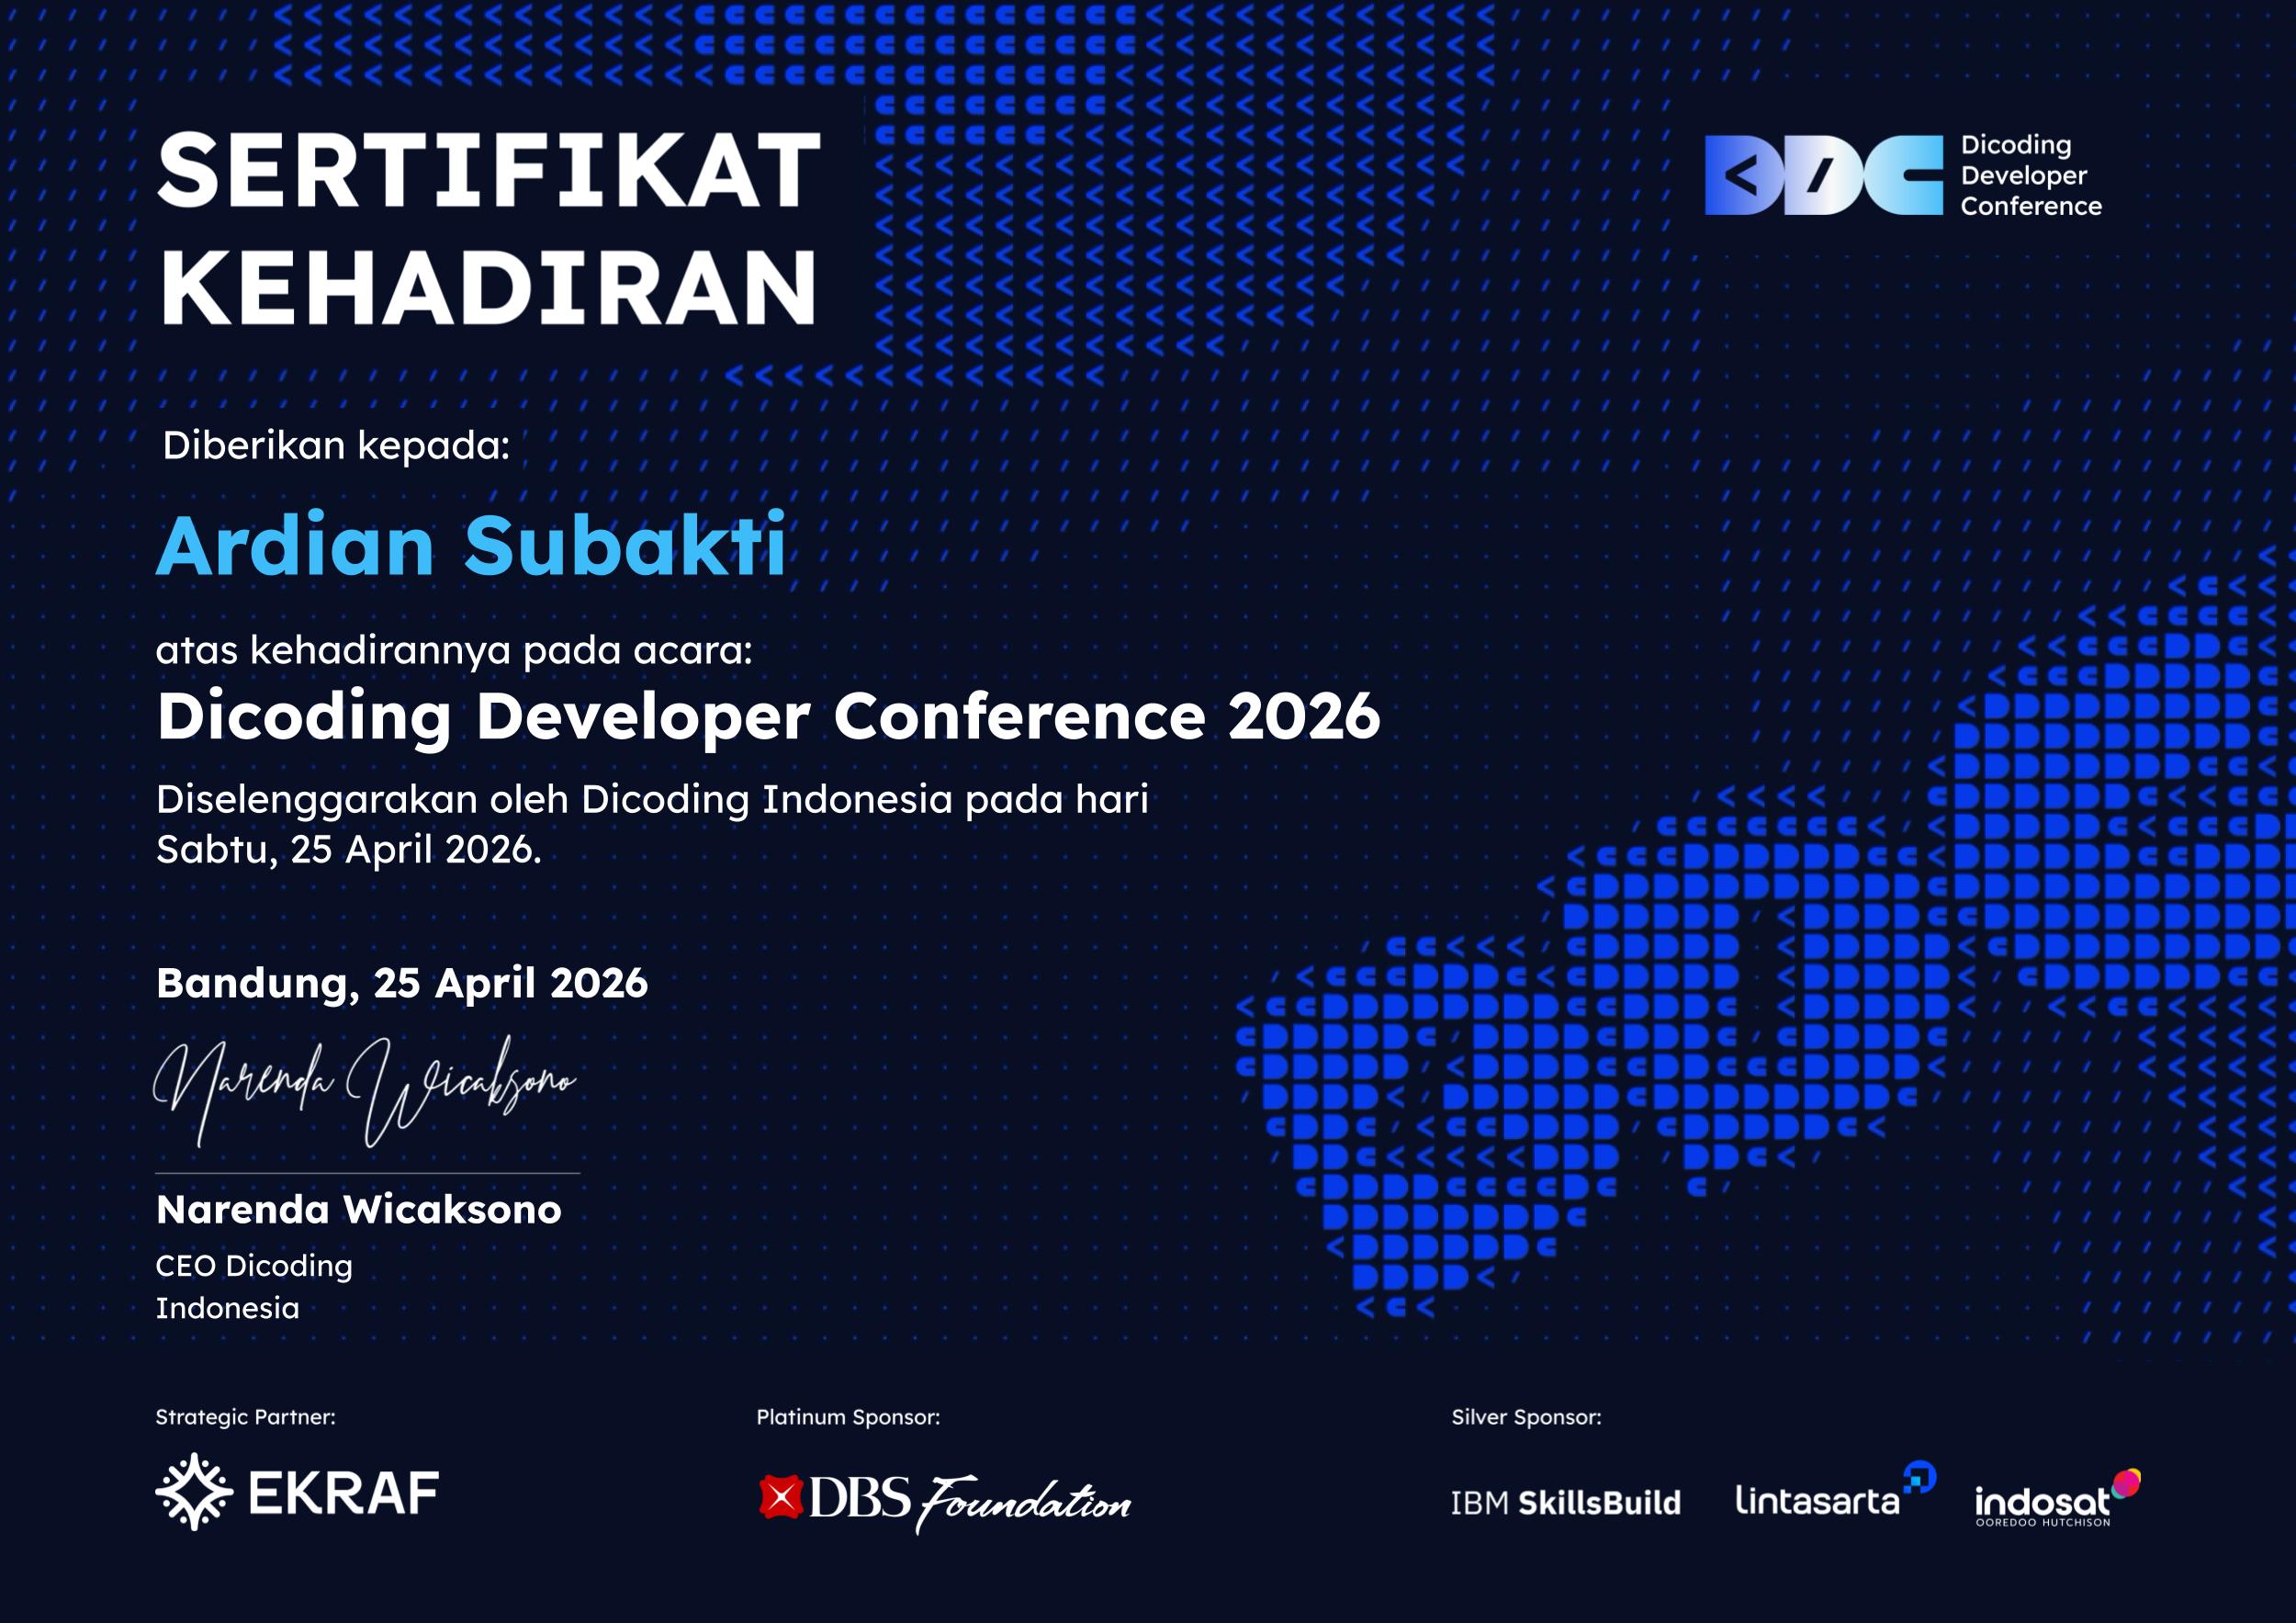 SERTIFIKAT
KEHADIRAN
Dicoding
Developer
Conference
Diberikan kepada:
Ardian Subakti
atas kehadirannya pada acara:
Dicoding Developer Conference 2026
Diselenggarakan oleh Dicoding Indonesia pada hari
Sabtu, 25 April 2026.
Bandung, 25 April 2026
Narenda Wicaksono
Narenda Wicaksono
CEO Dicoding
Indonesia
Strategic Partner:
EKRAF
Platinum Sponsor:
DBS Foundation
Silver Sponsor:
IBM SkillsBuild
lintasarta
indosat
OOREDOO HUTCHISON